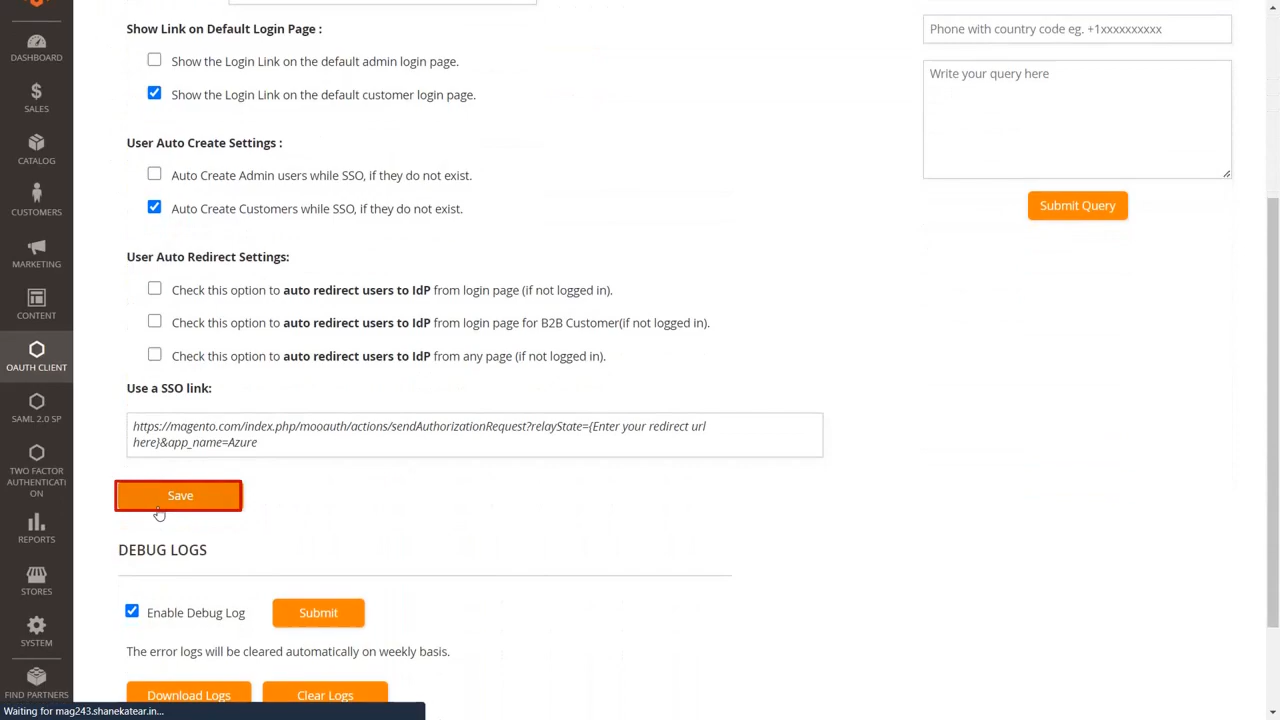 Show Link on Default Login Page :
Show the Login Link on the default admin login page.
Show the Login Link on the default customer login page.
User Auto Create Settings :
Auto Create Admin users while SSO, if they do not exist.
Auto Create Customers while SSO, if they do not exist.
User Auto Redirect Settings:
Check this option to auto redirect users to IdP from login page (if not logged in).
Check this option to auto redirect users to IdP from login page for B2B Customer(if not logged in).
Check this option to auto redirect users to IdP from any page (if not logged in).
Use a SSO link:
https://magento.com/index.php/mooauth/actions/sendAuthorizationRequest?relayState={Enter your redirect url
here}&app_name=Azure
Save
DEBUG LOGS
Enable Debug Log
Submit
The error logs will be cleared automatically on weekly basis.
Download Logs
Clear Logs
Phone with country code eg. +1xxxxxxxxxx
Write your query here
Submit Query
DASHBOARD
SALES
CATALOG
CUSTOMERS
MARKETING
CONTENT
OAUTH CLIENT
SAML 2.0 SP
TWO FACTOR
AUTHENTICATI
ON
REPORTS
STORES
SYSTEM
FIND PARTNERS
Waiting for mag243.shanekatear.in...